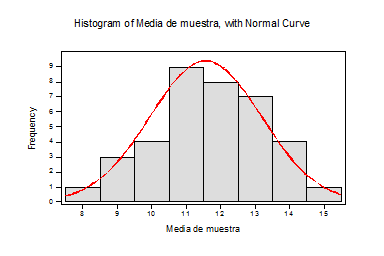 Histogram of Media de muestra, with Normal Curve
9
8
7
6
5
4
3
2
1
0
Frequency
8 9 10 11 12 13 14 15
Media de muestra